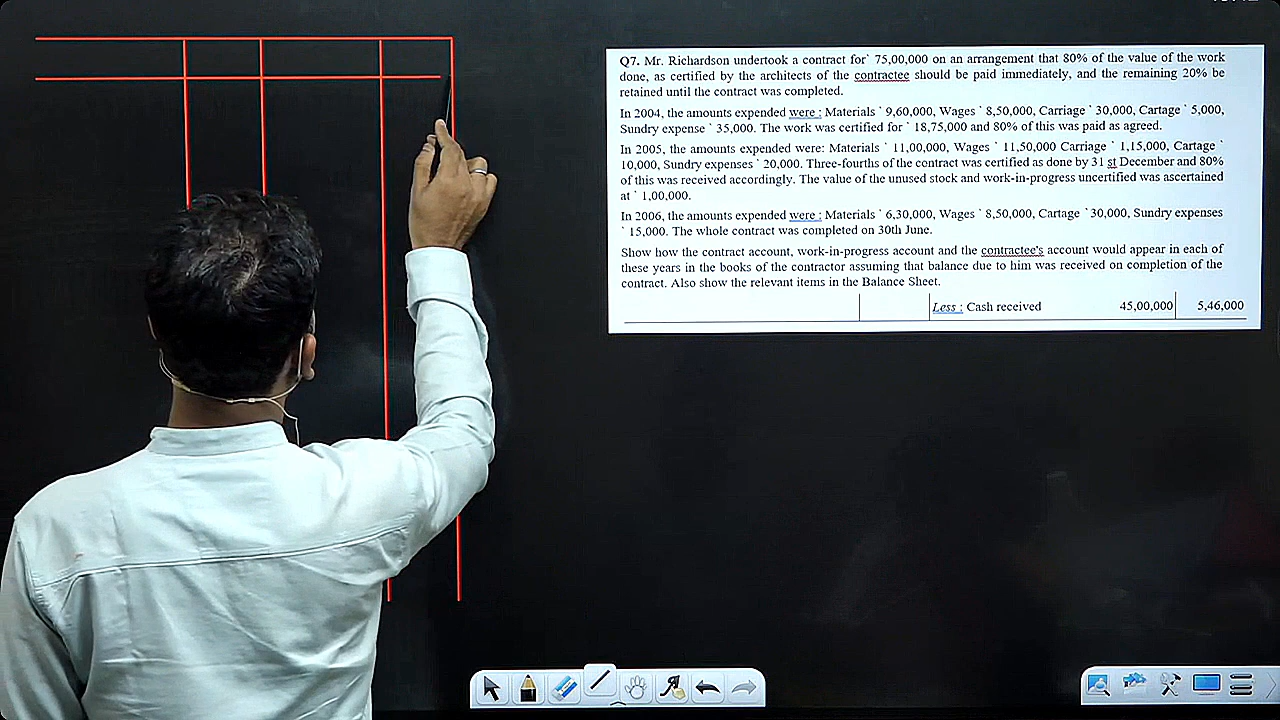 Q7. Mr. Richardson undertook a contract for` 75,00,000 on an arrangement that 80% of the value of the work
done, as certified by the architects of the contractee should be paid immediately, and the remaining 20% be
retained until the contract was completed.
In 2004, the amounts expended were : Materials ` 9,60,000, Wages ` 8,50,000, Carriage ` 30,000, Cartage ` 5,000,
Sundry expense ` 35,000. The work was certified for ` 18,75,000 and 80% of this was paid as agreed.
In 2005, the amounts expended were: Materials ` 11,00,000, Wages ` 11,50,000 Carriage ` 1,15,000, Cartage `
10,000, Sundry expenses ` 20,000. Three-fourths of the contract was certified as done by 31 st December and 80%
of this was received accordingly. The value of the unused stock and work-in-progress uncertified was ascertained
at ` 1,00,000.
In 2006, the amounts expended were : Materials ` 6,30,000, Wages ` 8,50,000, Cartage ` 30,000, Sundry expenses
` 15,000. The whole contract was completed on 30th June.
Show how the contract account, work-in-progress account and the contractee's account would appear in each of
these years in the books of the contractor assuming that balance due to him was received on completion of the
contract. Also show the relevant items in the Balance Sheet.
Less : Cash received 45,00,000 5,46,000